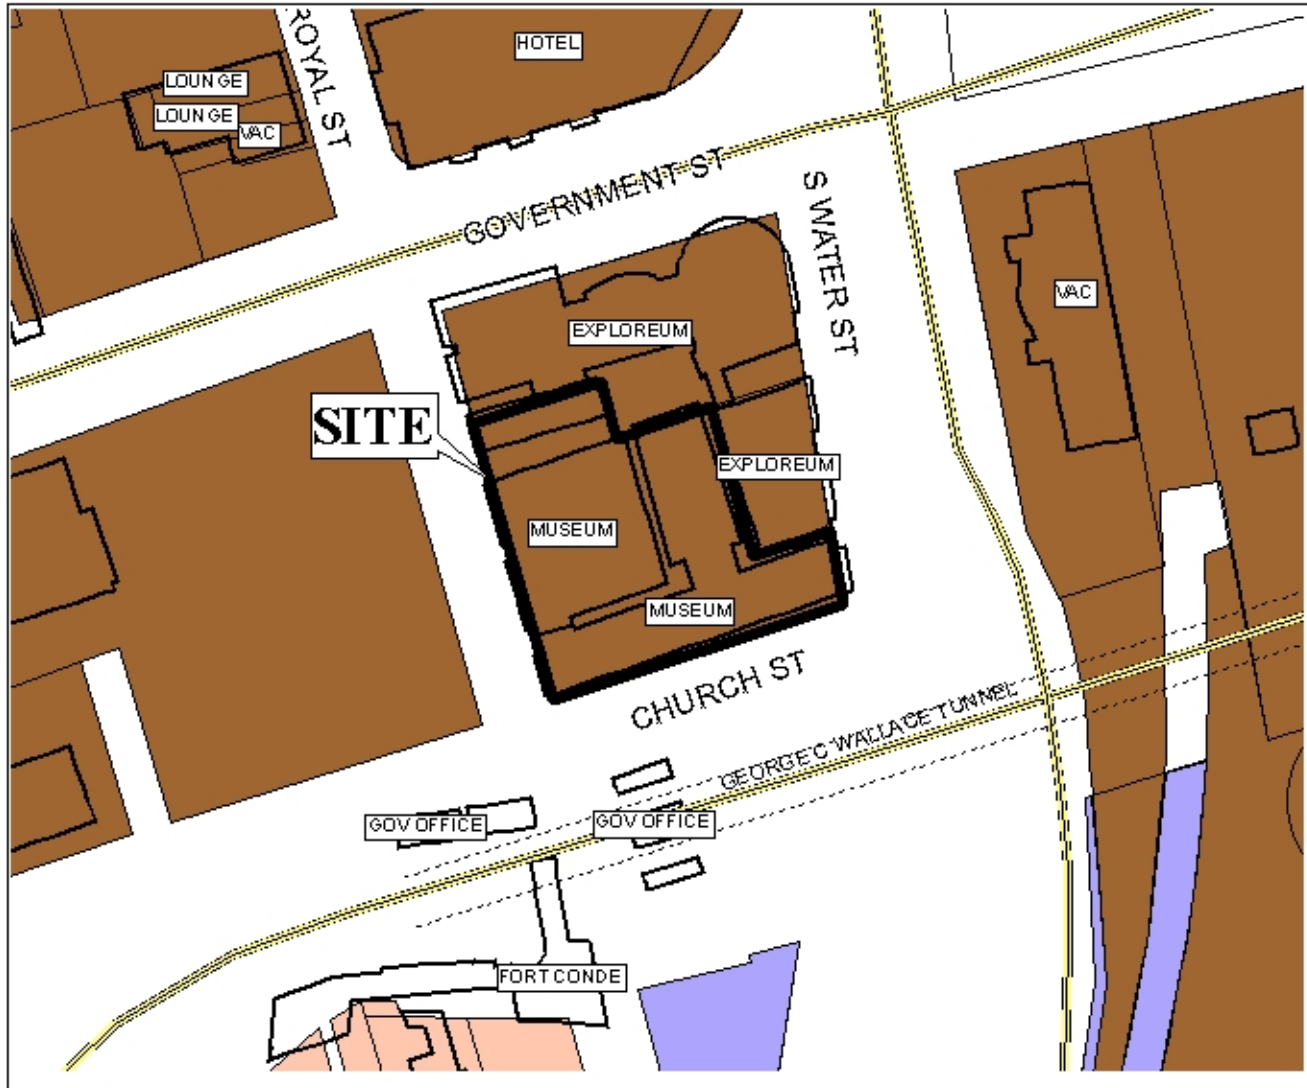 ROYAL ST
HOTEL
LOUNGE
LOUNGE
VAC
GOVERNMENT ST
S WATER ST
VAC
EXPLOREUM
SITE
EXPLOREUM
MUSEUM
MUSEUM
CHURCH ST
GEORGE C WALLACE TUNNEL
GOV OFFICE
GOV OFFICE
FORT CONDE